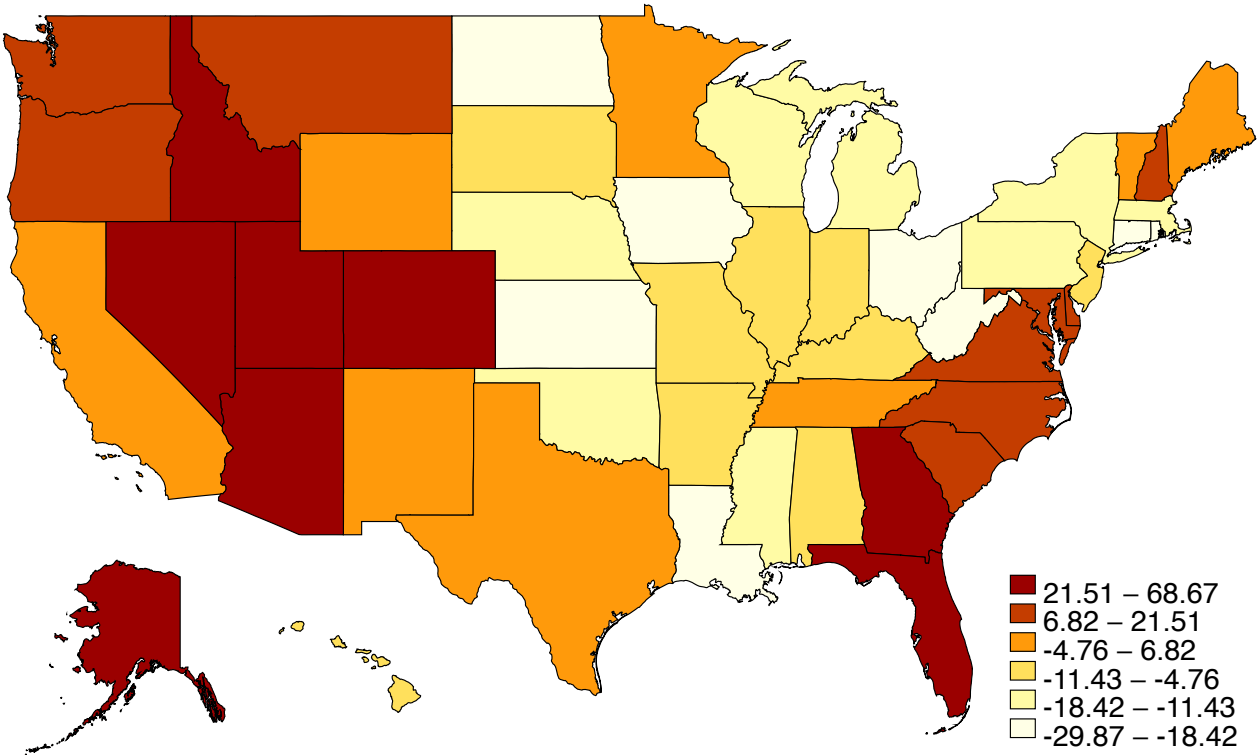 21.51 – 68.67
6.82 – 21.51
-4.76 – 6.82
-11.43 – -4.76
-18.42 – -11.43
-29.87 – -18.42